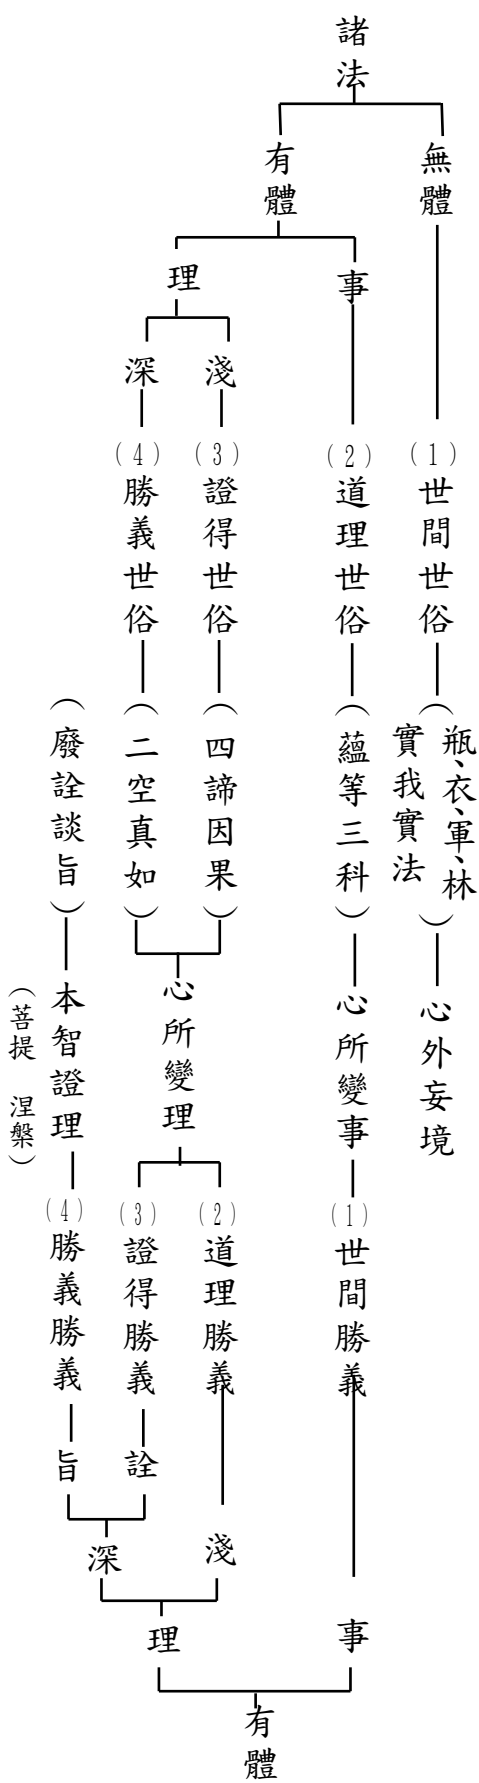 諸法
無體
有體
事
理
淺
深
(1)世間世俗
(2)道理世俗
(3)證得世俗
(4)勝義世俗
(瓶、衣、軍、林
實我實法)
(蘊等三科)
(四諦因果)
(二空真如)
(廢詮談旨)
心外妄境
心所變事
心所變理
本智證理
(菩提 涅槃)
(1)世間勝義
(2)道理勝義
(3)證得勝義
(4)勝義勝義
詮
旨
淺
深
事
理
有體